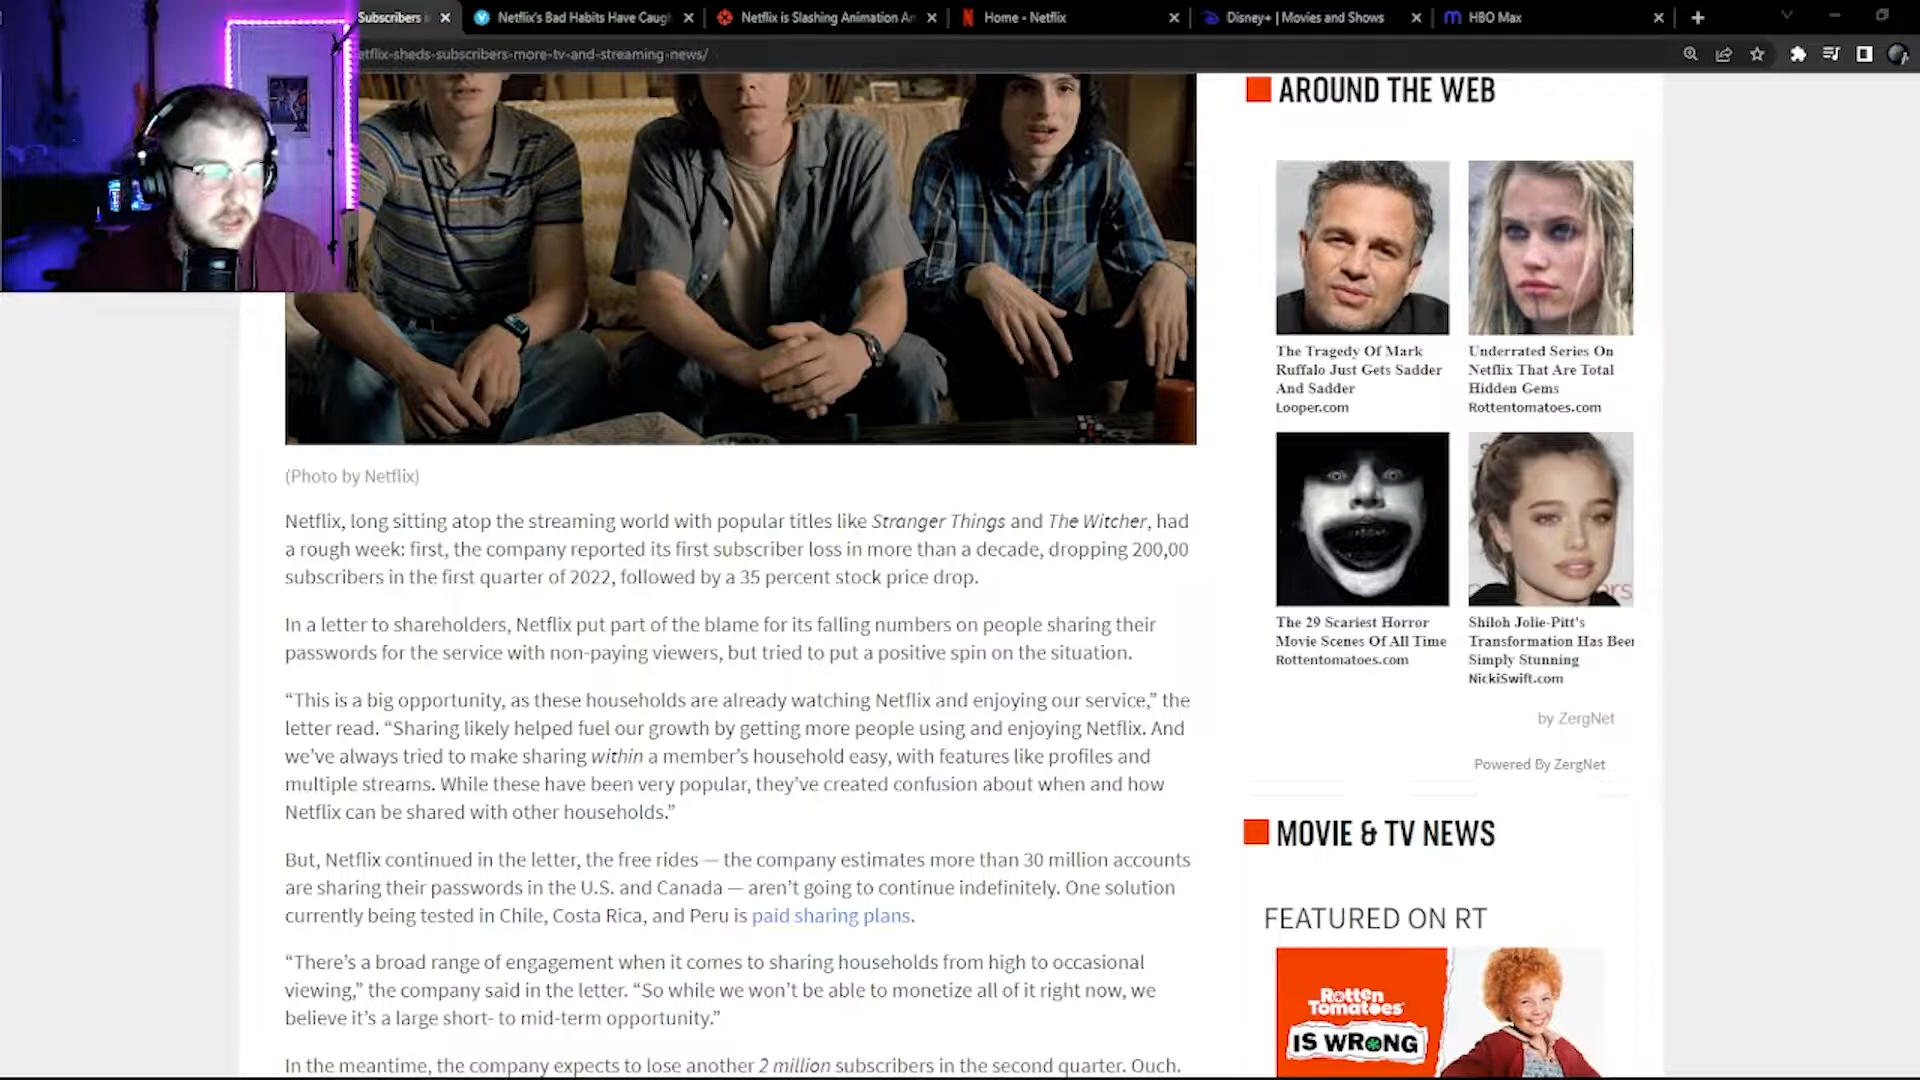 Subscribers
Netflix's Bad Habits Have Caug
Netflix is Slashing Animation Ar
Home - Netflix
Disney+ | Movies and Shows
HBO Max
etflix-sheds-subscribers-more-tv-and-streaming-news/
AROUND THE WEB
The Tragedy Of Mark
Ruffalo Just Gets Sadder
And Sadder
Looper.com
Underrated Series On
Netflix That Are Total
Hidden Gems
Rottentomatoes.com
The 29 Scariest Horror
Movie Scenes Of All Time
Rottentomatoes.com
Shiloh Jolie-Pitt's
Transformation Has Been
Simply Stunning
NickiSwift.com
by ZergNet
Powered By ZergNet
MOVIE & TV NEWS
FEATURED ON RT
Rotten
Tomatoes
IS WRONG
(Photo by Netflix)
Netflix, long sitting atop the streaming world with popular titles like Stranger Things and The Witcher, had
a rough week: first, the company reported its first subscriber loss in more than a decade, dropping 200,00
subscribers in the first quarter of 2022, followed by a 35 percent stock price drop.
In a letter to shareholders, Netflix put part of the blame for its falling numbers on people sharing their
passwords for the service with non-paying viewers, but tried to put a positive spin on the situation.
“This is a big opportunity, as these households are already watching Netflix and enjoying our service,” the
letter read. “Sharing likely helped fuel our growth by getting more people using and enjoying Netflix. And
we’ve always tried to make sharing within a member’s household easy, with features like profiles and
multiple streams. While these have been very popular, they’ve created confusion about when and how
Netflix can be shared with other households.”
But, Netflix continued in the letter, the free rides — the company estimates more than 30 million accounts
are sharing their passwords in the U.S. and Canada — aren’t going to continue indefinitely. One solution
currently being tested in Chile, Costa Rica, and Peru is paid sharing plans.
“There’s a broad range of engagement when it comes to sharing households from high to occasional
viewing,” the company said in the letter. “So while we won’t be able to monetize all of it right now, we
believe it’s a large short- to mid-term opportunity.”
In the meantime, the company expects to lose another 2 million subscribers in the second quarter. Ouch.